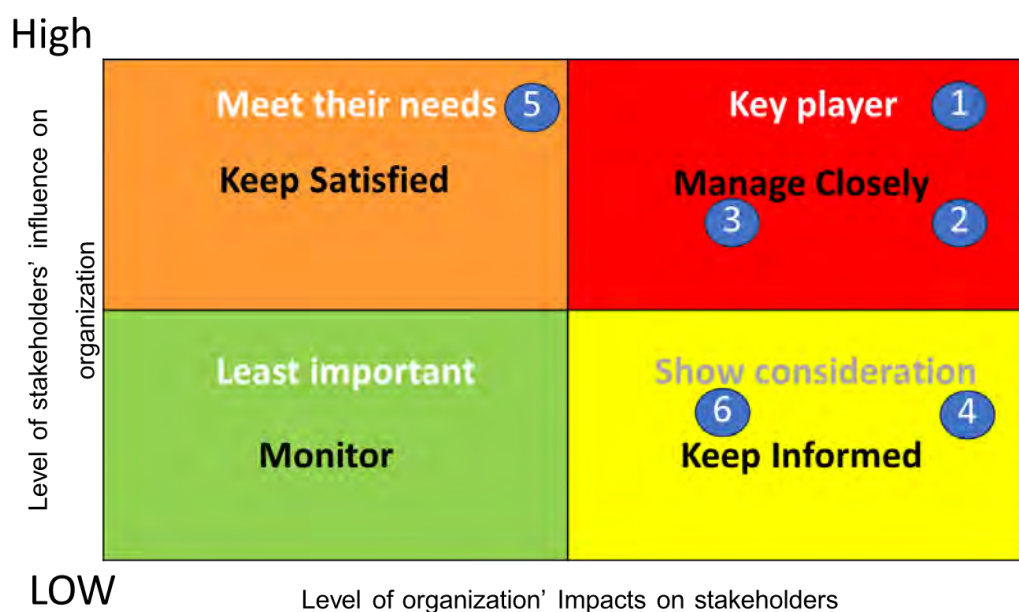 High
Level of stakeholders' influence on
organization
Meet their needs 5
Keep Satisfied
Key player 1
Manage Closely
3 2
Least important
Monitor
Show consideration
6 4
Keep Informed
LOW
Level of organization' Impacts on stakeholders